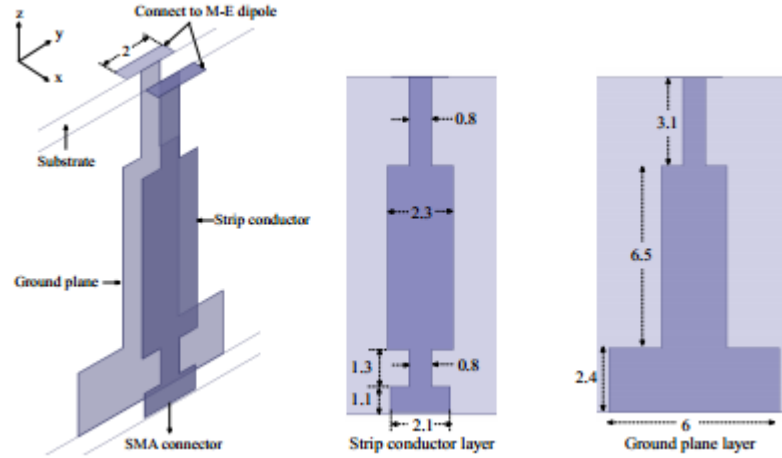 Connect to M-E dipole
z
y
x
2
Substrate
Strip conductor
Ground plane
SMA connector
0.8
2.3
1.3
0.8
1.1
2.1
Strip conductor layer
3.1
6.5
2.4
6
Ground plane layer